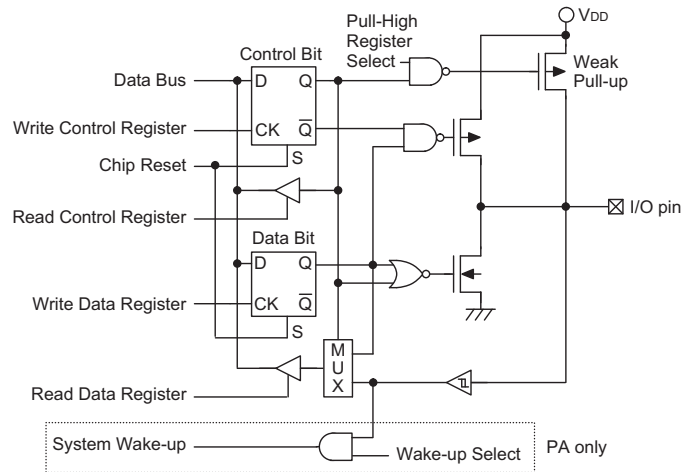 VDD
Pull-High
Register
Select
Weak
Pull-up
Control Bit
Data Bus
D
Q
Write Control Register
CK
Q
Chip Reset
S
Read Control Register
I/O pin
Data Bit
D
Q
Write Data Register
CK
Q
S
M
U
X
Read Data Register
System Wake-up
Wake-up Select
PA only